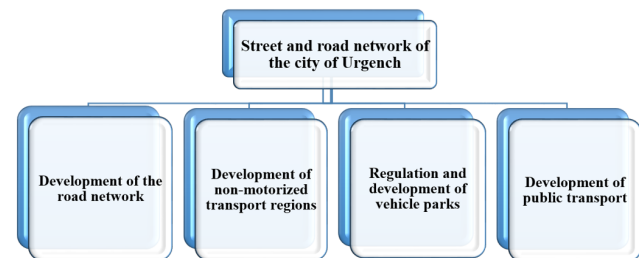 Street and road network of
the city of Urgench
Development of the
road network
Development of
non-motorized
transport regions
Regulation and
development of
vehicle parks
Development of
public transport